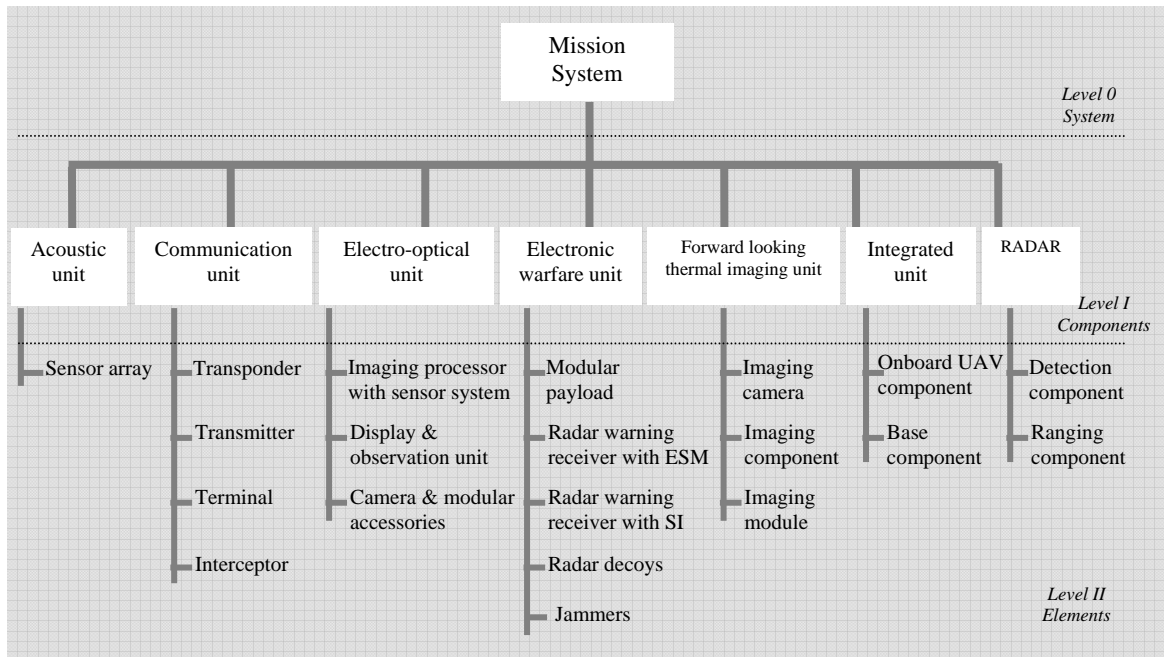 Mission
System
Level 0
System
Acoustic
unit
Communication
unit
Electro-optical
unit
Electronic
warfare unit
Forward looking
thermal imaging unit
Integrated
unit
RADAR
Level I
Components
Sensor array
Transponder
Transmitter
Terminal
Interceptor
Imaging processor
with sensor system
Display &
observation unit
Camera & modular
accessories
Modular
payload
Radar warning
receiver with ESM
Radar warning
receiver with SI
Radar decoys
Jammers
Imaging
camera
Imaging
component
Imaging
module
Onboard UAV
component
Base
component
Detection
component
Ranging
component
Level II
Elements